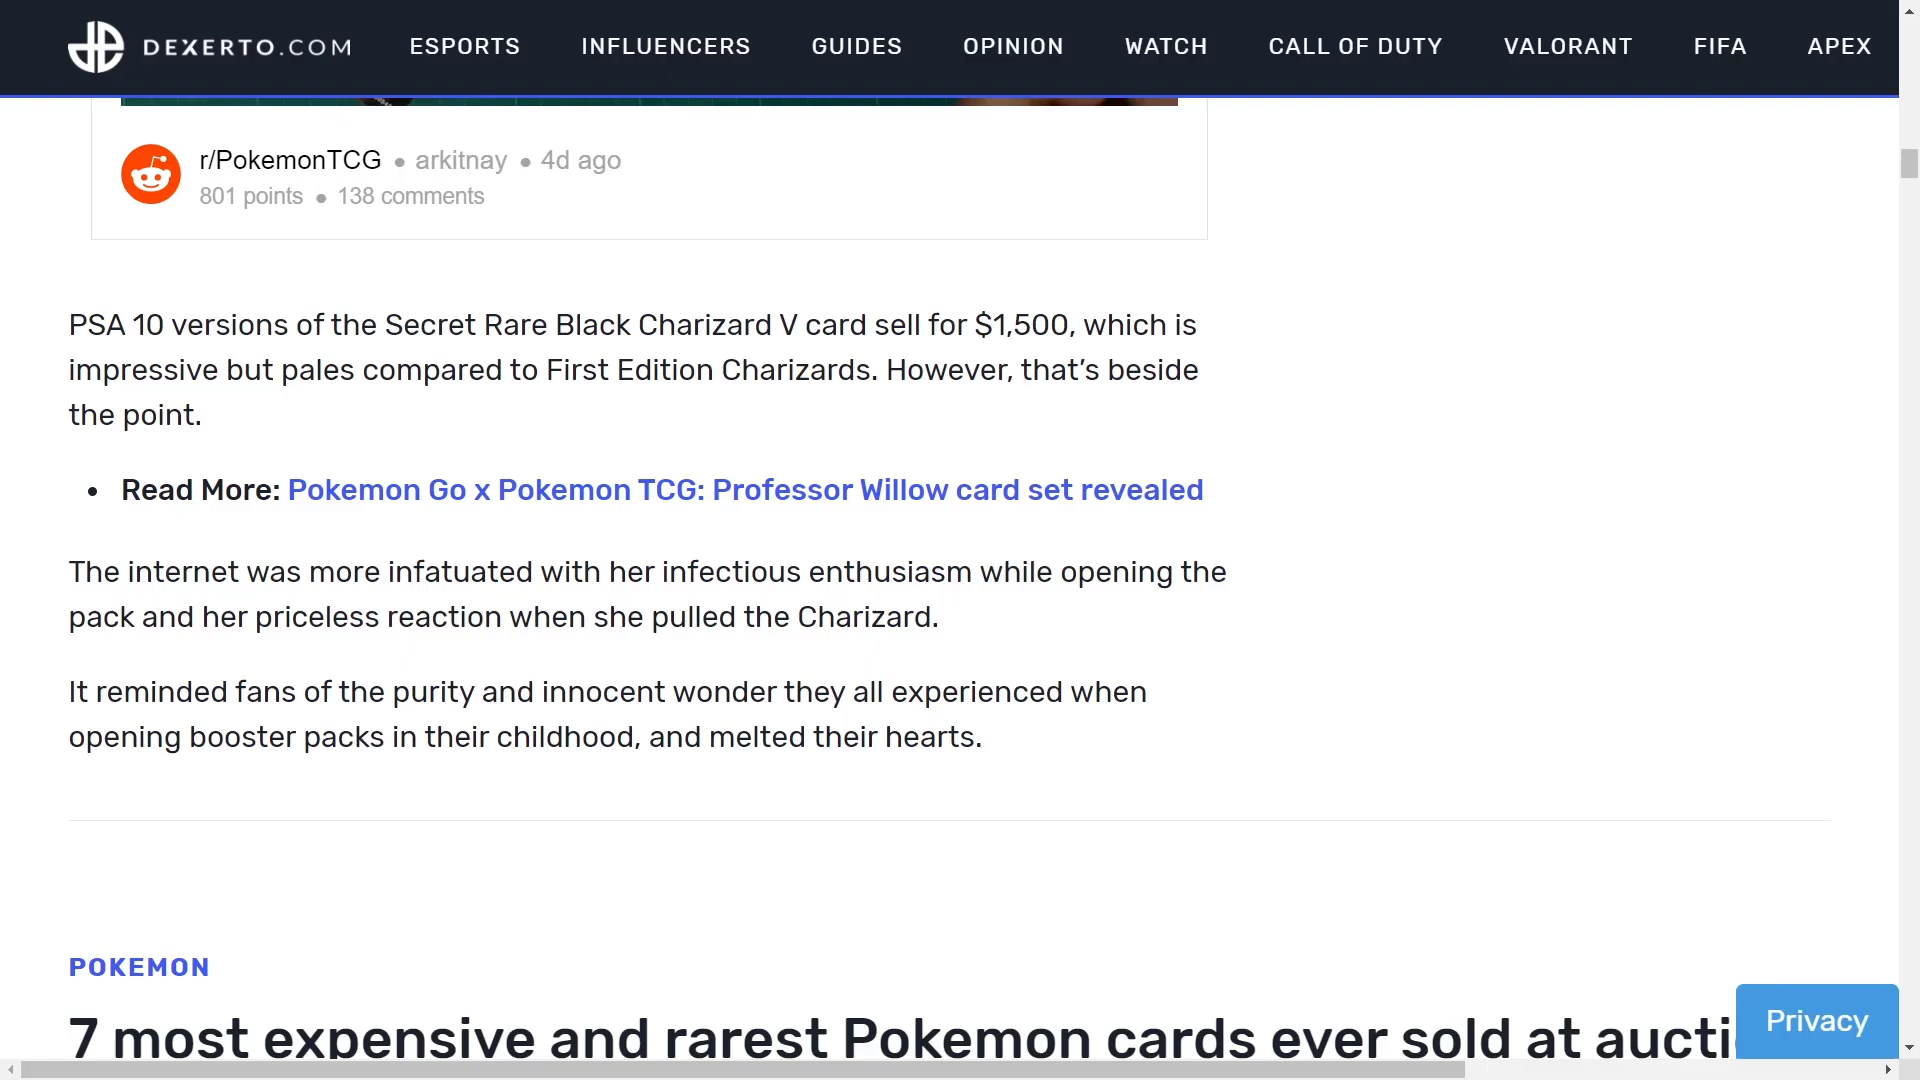 DEXERTO.COM ESPORTS INFLUENCERS GUIDES OPINION WATCH CALL OF DUTY VALORANT FIFA APEX
r/PokemonTCG • arkitnay • 4d ago
801 points • 138 comments
PSA 10 versions of the Secret Rare Black Charizard V card sell for $1,500, which is
impressive but pales compared to First Edition Charizards. However, that’s beside
the point.
• Read More: Pokemon Go x Pokemon TCG: Professor Willow card set revealed
The internet was more infatuated with her infectious enthusiasm while opening the
pack and her priceless reaction when she pulled the Charizard.
It reminded fans of the purity and innocent wonder they all experienced when
opening booster packs in their childhood, and melted their hearts.
POKEMON
7 most expensive and rarest Pokemon cards ever sold at aucti
Privacy